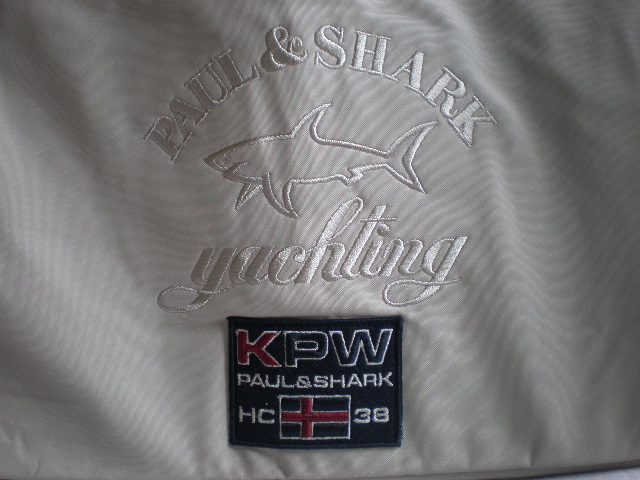 PAUL & SHARK
yachting
KPW
PAUL&SHARK
HC 38